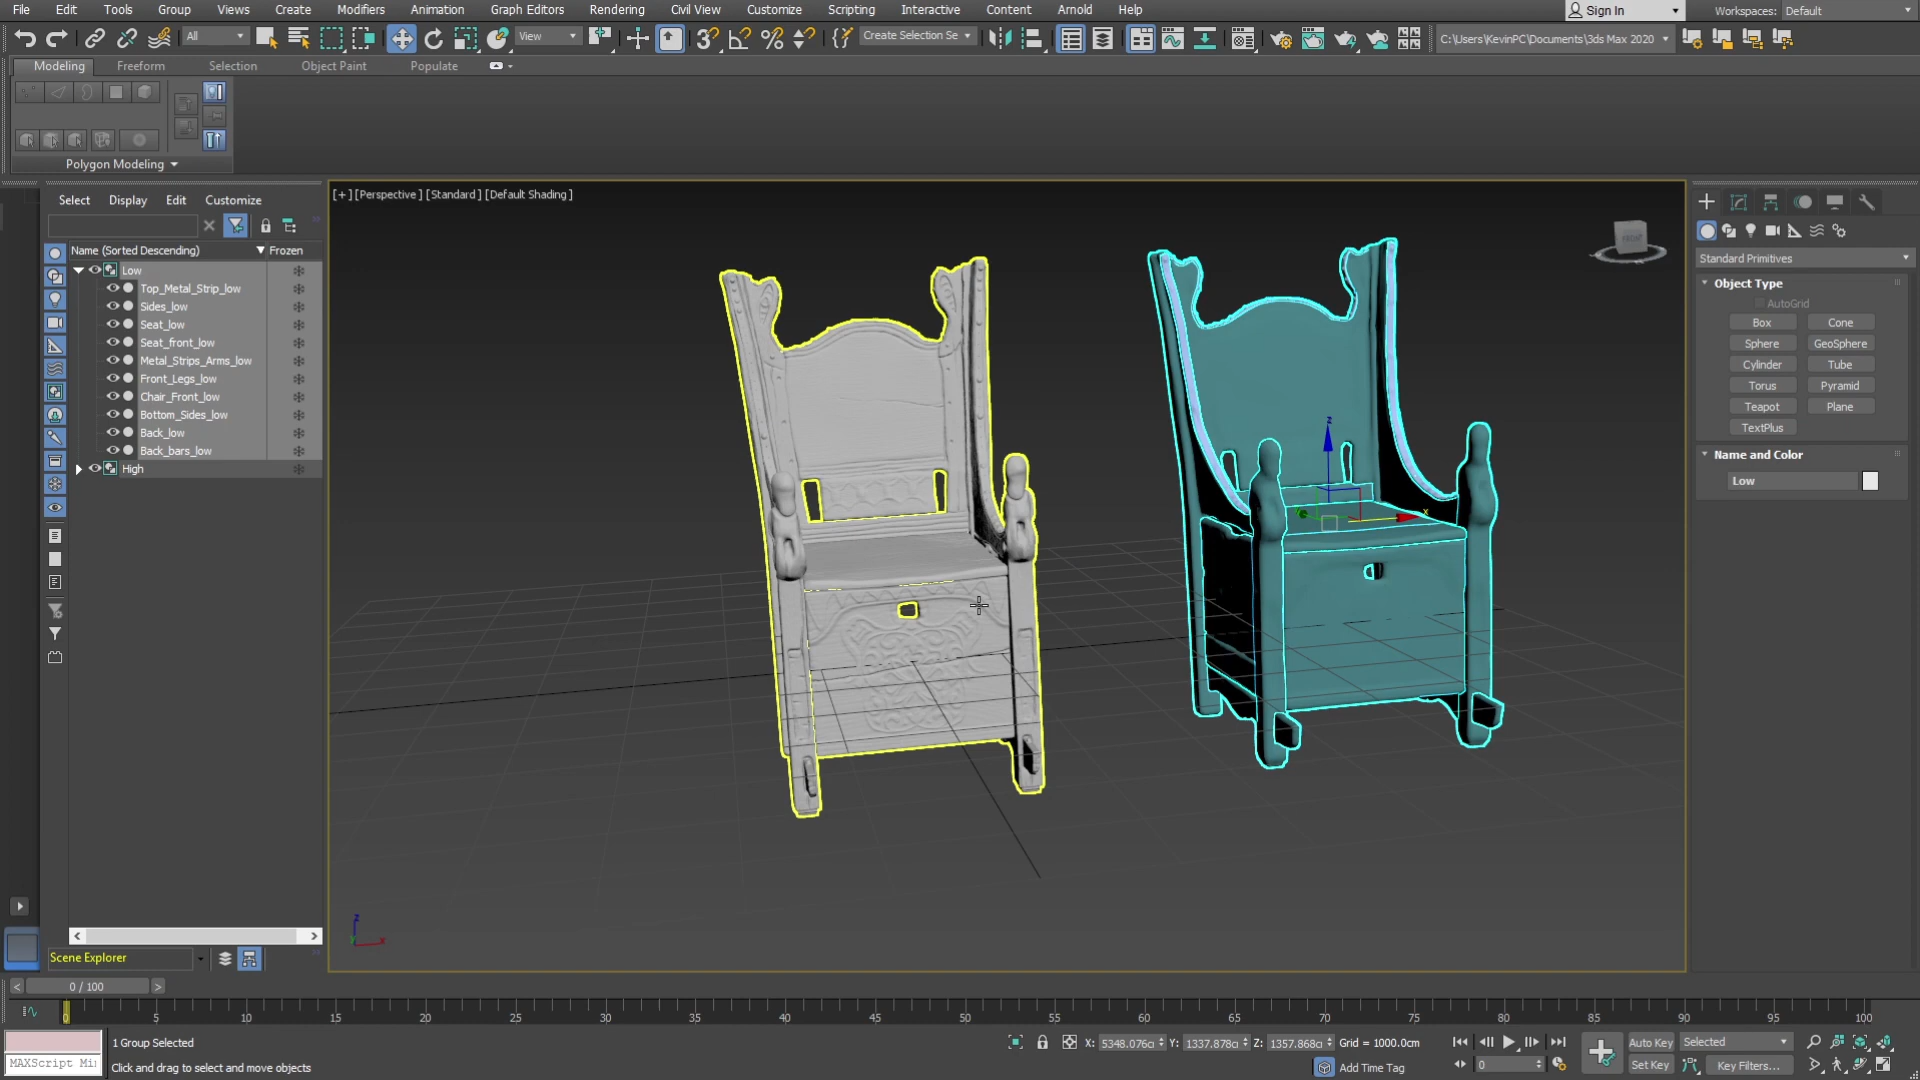 File Edit Tools Group Views Create Modifiers Animation Graph Editors Rendering Civil View Customize Scripting Interactive Content Arnold Help Sign In Workspaces: Default
All View Create Selection Se C:\Users\KevinPC\Documents\3ds Max 2020
Modeling Freeform Selection Object Paint Populate
Polygon Modeling
Select Display Edit Customize
[+] [Perspective] [Standard] [Default Shading]
Name (Sorted Descending) Frozen
Low
Top_Metal_Strip_low
Sides_low
Seat_low
Seat_front_low
Metal_Strips_Arms_low
Front_Legs_low
Chair_Front_low
Bottom_Sides_low
Back_low
Back_bars_low
High
FRONT
z
x
Standard Primitives
Object Type
AutoGrid
Box Cone
Sphere GeoSphere
Cylinder Tube
Torus Pyramid
Teapot Plane
TextPlus
Name and Color
Low
z
x
Scene Explorer
0 / 100
0 5 10 15 20 25 30 35 40 45 50 55 60 65 70 75 80 85 90 95 100
1 Group Selected X: 5348.076c Y: 1337.878c Z: 1357.868c Grid = 1000.0cm Auto Key Selected
MAXScript Mi Click and drag to select and move objects Add Time Tag 0 Set Key Key Filters...